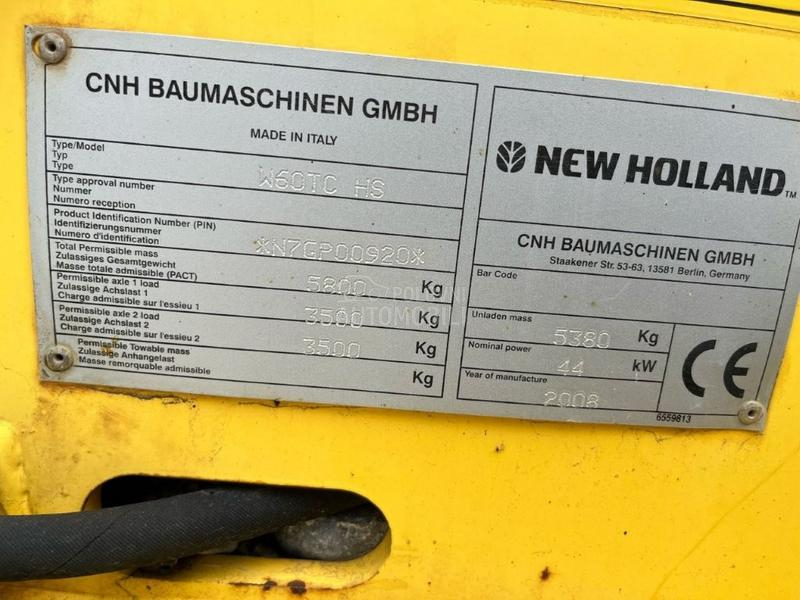 CNH BAUMASCHINEN GMBH
MADE IN ITALY
Type/Model
Typ
Type
W60TC HS
Type approval number
Nummer
Numero reception
Product Identification Number (PIN)
Identifizierungsnummer
Numero d'identification
*N7GP00920*
Total Permissible mass
Zulassiges Gesamtgewicht
Masse totale admissible (PACT)
5800 Kg
Permissible axle 1 load
Zulassige Achslast 1
Charge admissible sur l'essieu 1
3500 Kg
Permissible axle 2 load
Zulassige Achslast 2
Charge admissible sur l'essieu 2
3500 Kg
Permissible Towable mass
Zulassige Anhangelast
Masse remorquable admissible
Kg
NEW HOLLAND TM
CNH BAUMASCHINEN GMBH
Staakener Str. 53-63, 13581 Berlin, Germany
Bar Code
Unladen mass
5380 Kg
Nominal power
44 kW
Year of manufacture
2008
CE
6559813